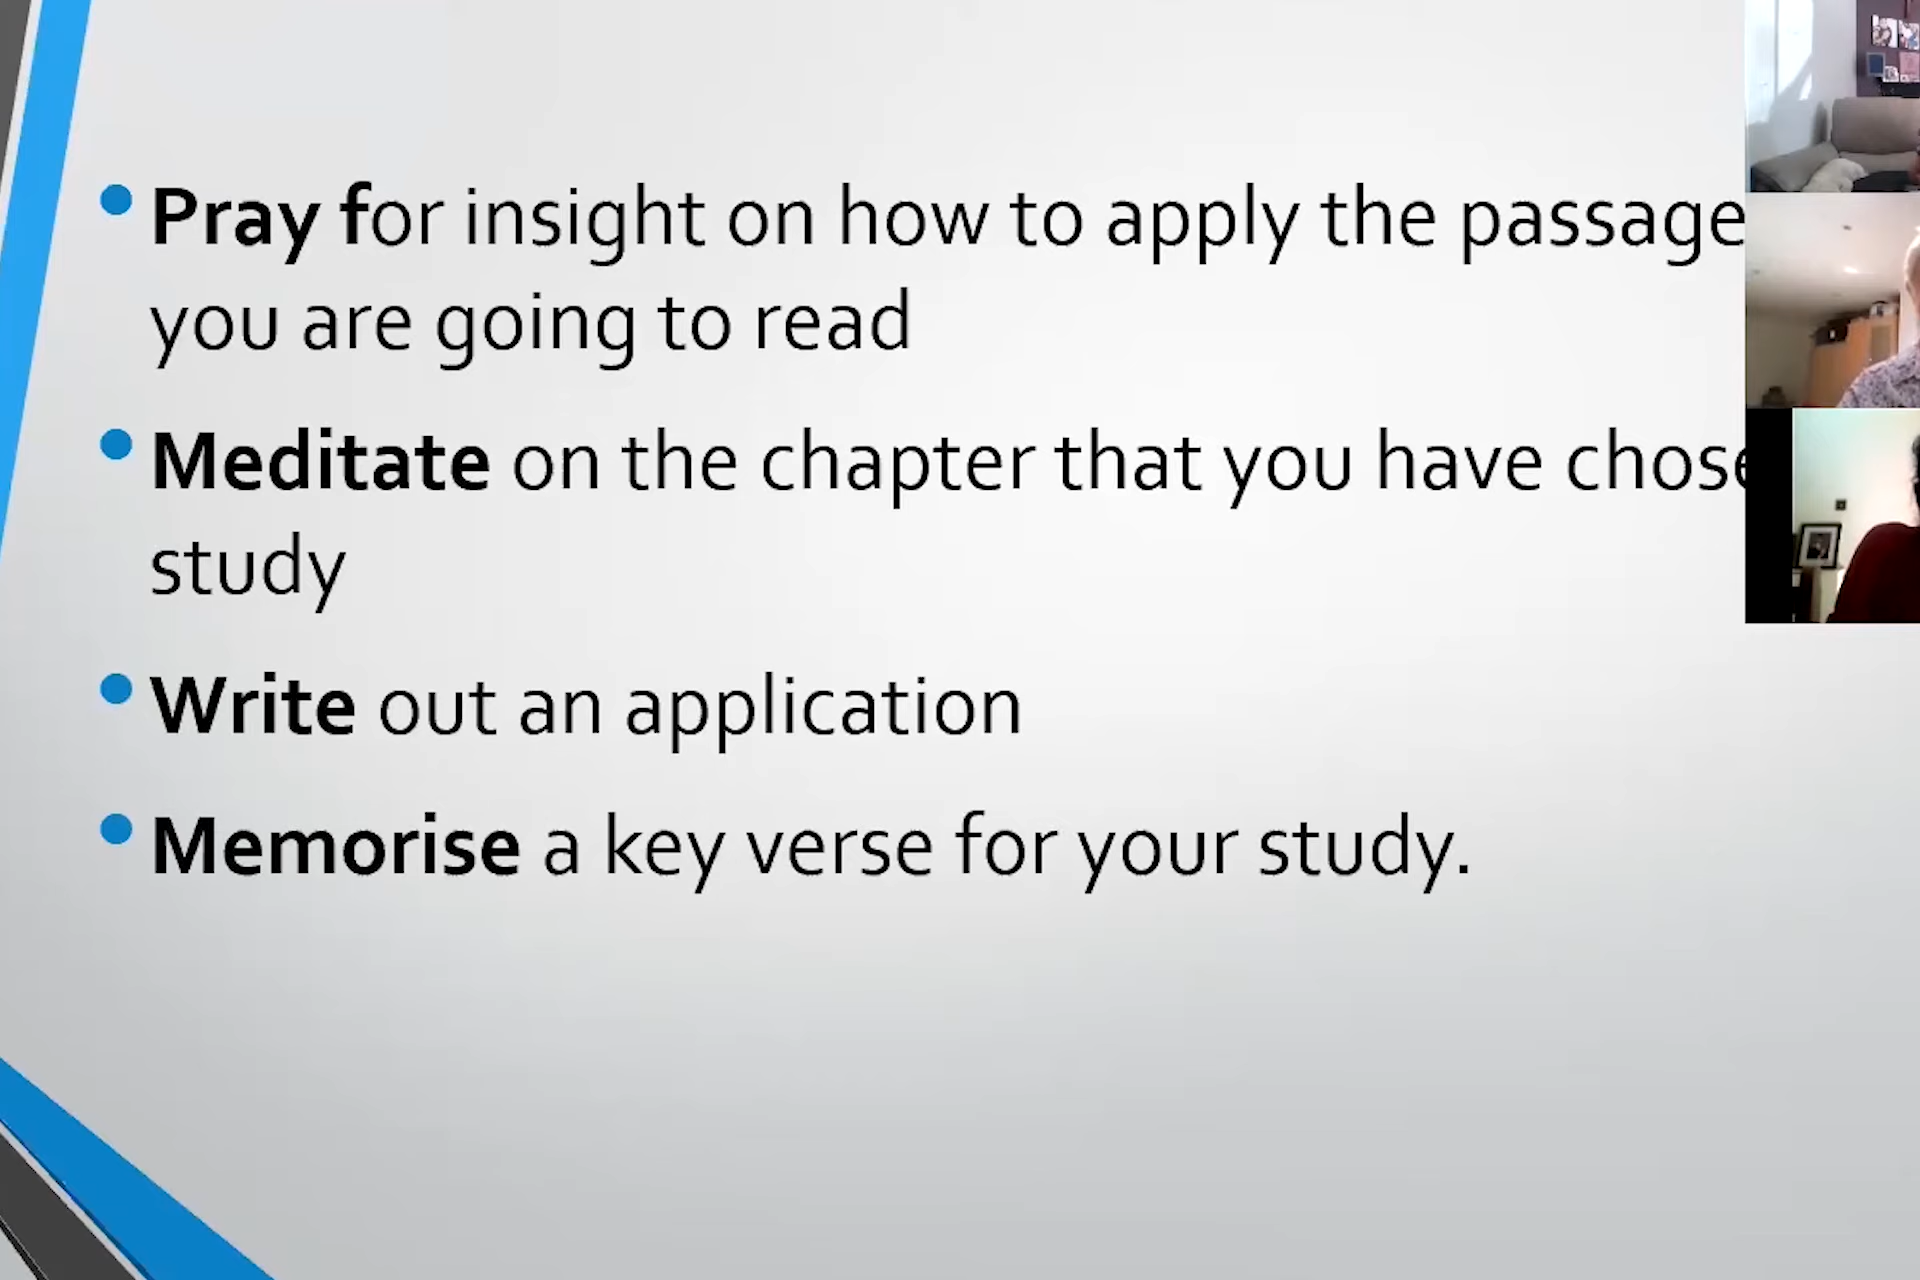 Pray for insight on how to apply the passage
you are going to read
Meditate on the chapter that you have
study
Write out an application
Memorise a key verse for your study.